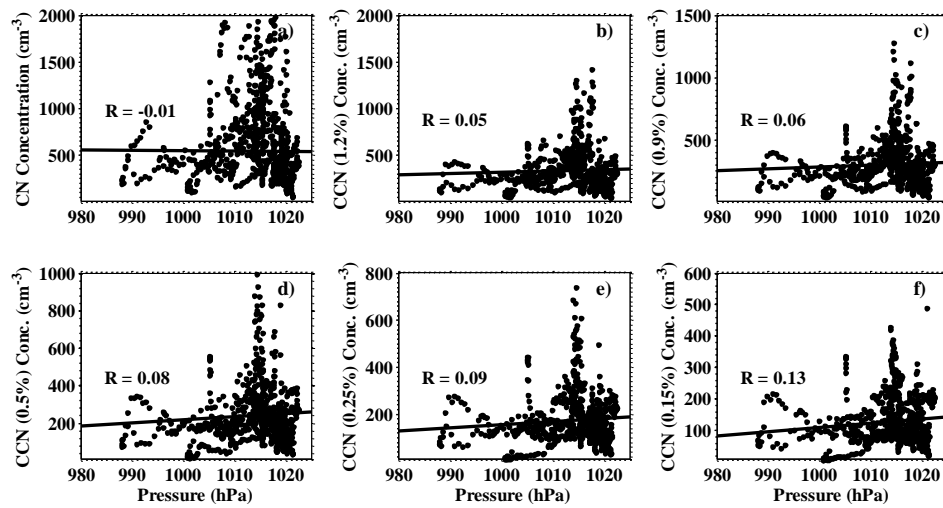 CN Concentration (cm-3)
2000
1500
1000
500
a)
R = -0.01
980 990 1000 1010 1020
CCN (1.2%) Conc. (cm-3)
2000
1500
1000
500
b)
R = 0.05
980 990 1000 1010 1020
CCN (0.9%) Conc. (cm-3)
1500
1000
500
c)
R = 0.06
980 990 1000 1010 1020
CCN (0.5%) Conc. (cm-3)
1000
800
600
400
200
d)
R = 0.08
980 990 1000 1010 1020
Pressure (hPa)
CCN (0.25%) Conc. (cm-3)
800
600
400
200
e)
R = 0.09
980 990 1000 1010 1020
Pressure (hPa)
CCN (0.15%) Conc. (cm-3)
600
500
400
300
200
100
f)
R = 0.13
980 990 1000 1010 1020
Pressure (hPa)